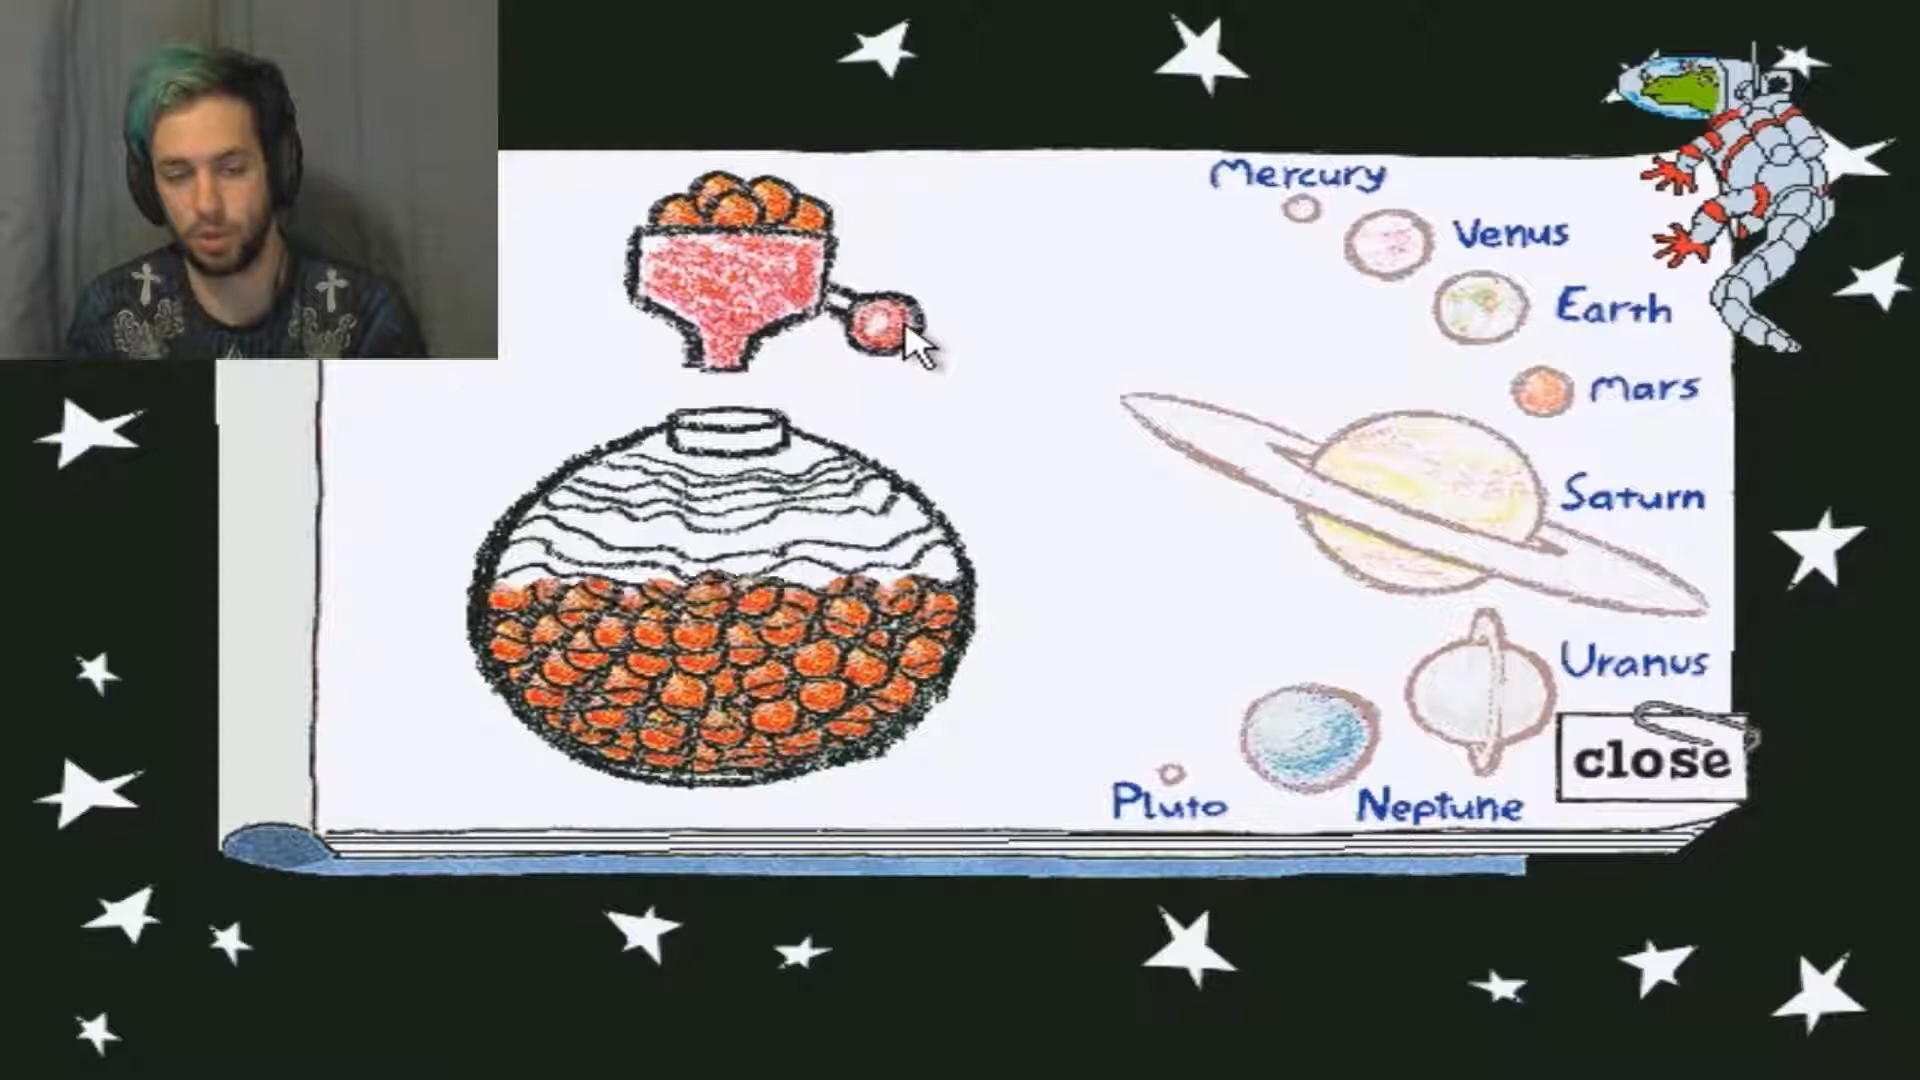 Mercury
Venus
Earth
Mars
Saturn
Uranus
close
Pluto
Neptune